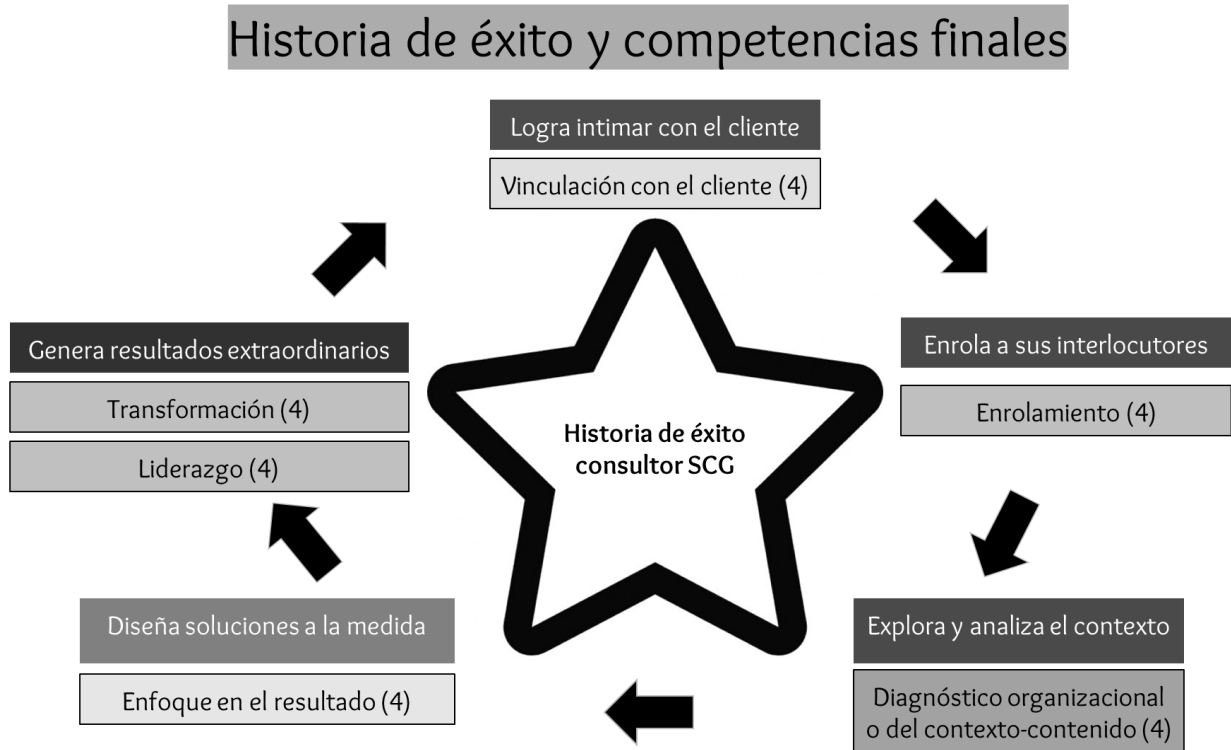 Historia de éxito y competencias finales
Logra intimar con el cliente
Vinculación con el cliente (4)
Enrola a sus interlocutores
Enrolamiento (4)
Explora y analiza el contexto
Diagnóstico organizacional
o del contexto-contenido (4)
Diseña soluciones a la medida
Enfoque en el resultado (4)
Genera resultados extraordinarios
Transformación (4)
Liderazgo (4)
Historia de éxito
consultor SCG